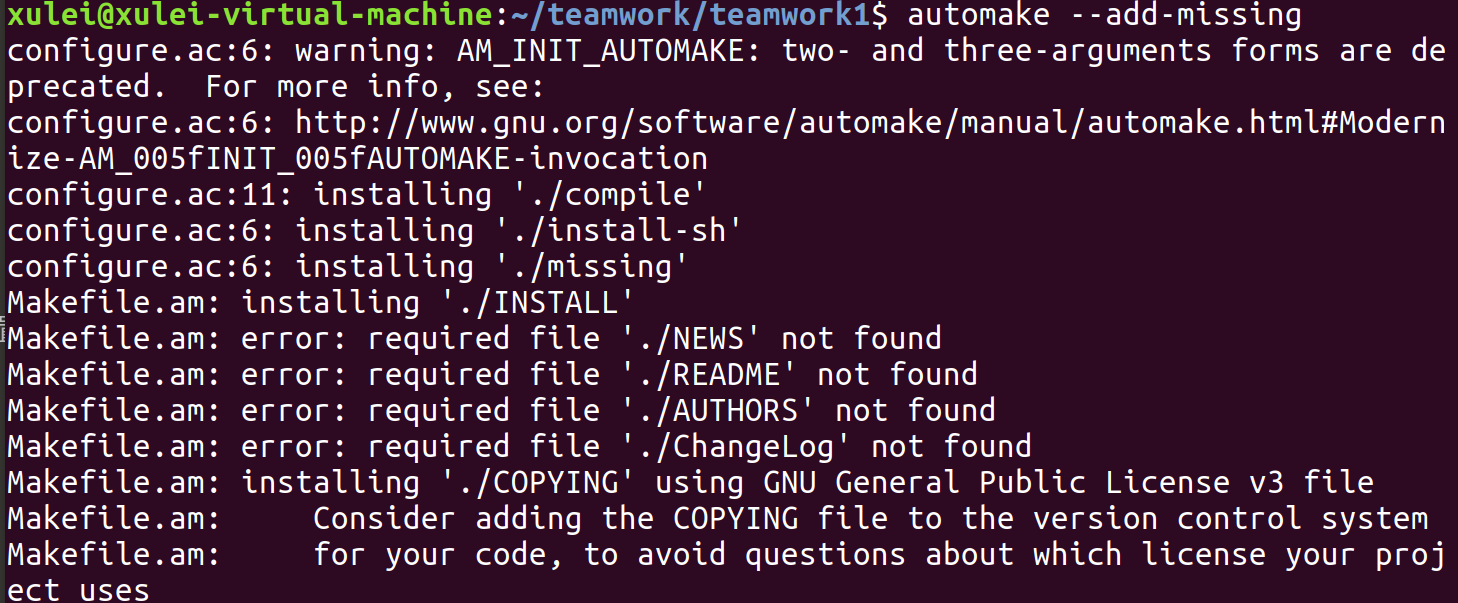 xulei@xulei-virtual-machine:~/teamwork/teamwork1$ automake --add-missing
configure.ac:6: warning: AM_INIT_AUTOMAKE: two- and three-arguments forms are de
precated.  For more info, see:
configure.ac:6: http://www.gnu.org/software/automake/manual/automake.html#Modern
ize-AM_005fINIT_005fAUTOMAKE-invocation
configure.ac:11: installing './compile'
configure.ac:6: installing './install-sh'
configure.ac:6: installing './missing'
Makefile.am: installing './INSTALL'
Makefile.am: error: required file './NEWS' not found
Makefile.am: error: required file './README' not found
Makefile.am: error: required file './AUTHORS' not found
Makefile.am: error: required file './ChangeLog' not found
Makefile.am: installing './COPYING' using GNU General Public License v3 file
Makefile.am:     Consider adding the COPYING file to the version control system
Makefile.am:     for your code, to avoid questions about which license your proj
ect uses